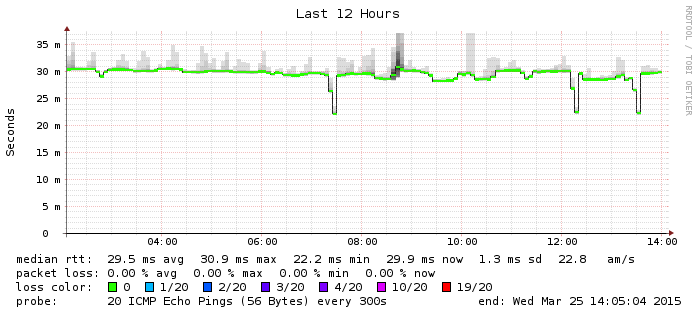 Last 12 Hours
RRDTOOL / TOBI OETIKER
Seconds
35 m
30 m
25 m
20 m
15 m
10 m
5 m
0
04:00 06:00 08:00 10:00 12:00 14:00
median rtt: 29.5 ms avg 30.9 ms max 22.2 ms min 29.9 ms now 1.3 ms sd 22.8 am/s
packet loss: 0.00 % avg 0.00 % max 0.00 % min 0.00 % now
loss color: 0 1/20 2/20 3/20 4/20 10/20 19/20
probe: 20 ICMP Echo Pings (56 Bytes) every 300s end: Wed Mar 25 14:05:04 2015